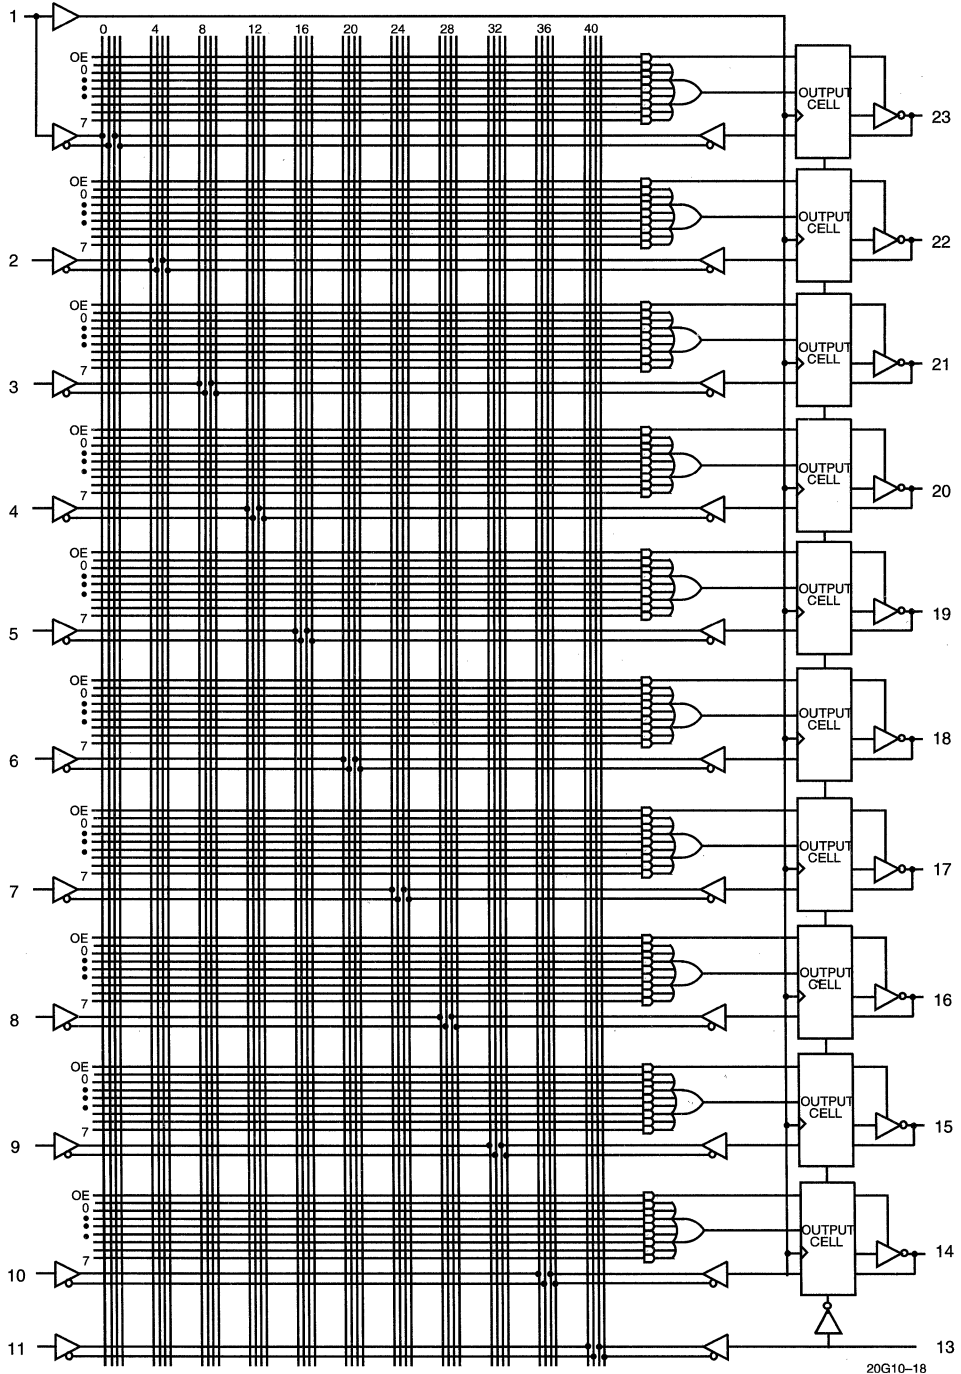 1
0 4 8 12 16 20 24 28 32 36 40
OE
0
7
OUTPUT
CELL
23
OE
0
7
OUTPUT
CELL
2
22
OE
0
7
OUTPUT
CELL
3
21
OE
0
7
OUTPUT
CELL
4
20
OE
0
7
OUTPUT
CELL
5
19
OE
0
7
OUTPUT
CELL
6
18
OE
0
7
OUTPUT
CELL
7
17
OE
0
7
OUTPUT
CELL
8
16
OE
0
7
OUTPUT
CELL
9
15
OE
0
7
OUTPUT
CELL
10
14
11
13
20G10–18